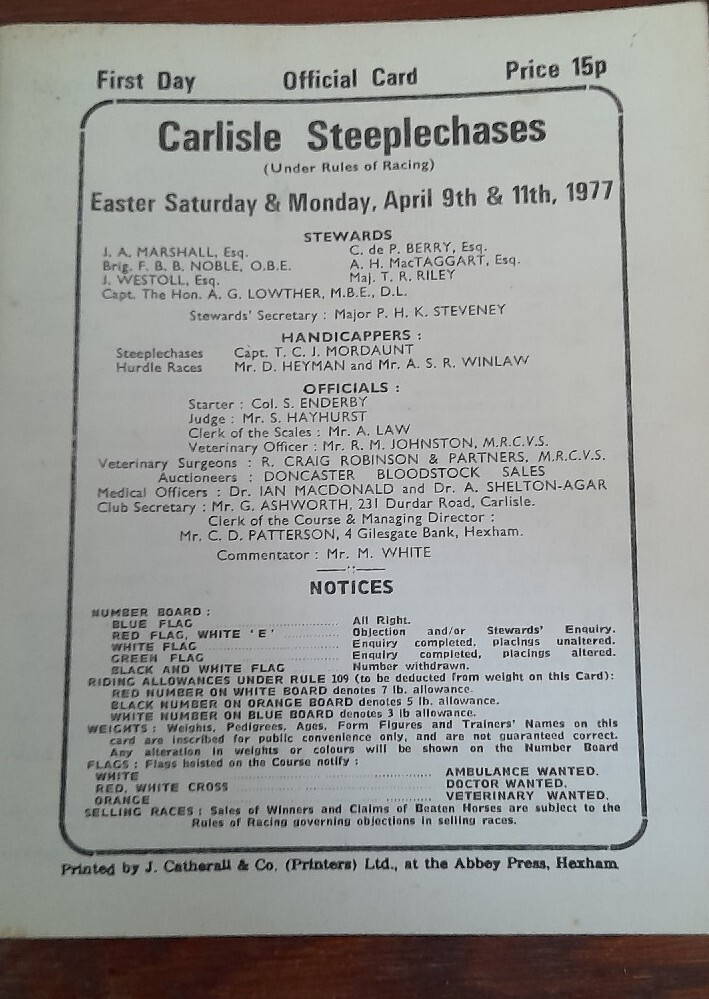 First Day Official Card Price 15p
Carlisle Steeplechases
(Under Rules of Racing)
Easter Saturday & Monday, April 9th & 11th, 1977
STEWARDS
J. A. MARSHALL, Esq. C. de P. BERRY, Esq.
Brig. F. B. B. NOBLE, O.B.E. A. H. MacTAGGART, Esq.
J. WESTOLL, Esq. Maj. T. R. RILEY
Capt. The Hon. A. G. LOWTHER, M.B.E., D.L.
Stewards' Secretary : Major P. H. K. STEVENEY
HANDICAPPERS :
Steeplechases Capt. T. C. J. MORDAUNT
Hurdle Races Mr. D. HEYMAN and Mr. A. S. R. WINLAW
OFFICIALS :
Starter : Col. S. ENDERBY
Judge : Mr. S. HAYHURST
Clerk of the Scales : Mr. A. LAW
Veterinary Officer : Mr. R. M. JOHNSTON, M.R.C.V.S.
Veterinary Surgeons : R. CRAIG ROBINSON & PARTNERS, M.R.C.V.S.
Auctioneers : DONCASTER BLOODSTOCK SALES
Medical Officers : Dr. IAN MACDONALD and Dr. A. SHELTON-AGAR
Club Secretary : Mr. G. ASHWORTH, 231 Durdar Road, Carlisle.
Clerk of the Course & Managing Director :
Mr. C. D. PATTERSON, 4 Gilesgate Bank, Hexham.
Commentator : Mr. M. WHITE
NOTICES
NUMBER BOARD :
BLUE FLAG .......... All Right.
RED FLAG, WHITE 'E' .......... Objection and/or Stewards' Enquiry.
WHITE FLAG .......... Enquiry completed, placings unaltered.
GREEN FLAG .......... Enquiry completed, placings altered.
BLACK AND WHITE FLAG .......... Number withdrawn.
RIDING ALLOWANCES UNDER RULE 109 (to be deducted from weight on this Card):
RED NUMBER ON WHITE BOARD denotes 7 lb. allowance.
BLACK NUMBER ON ORANGE BOARD denotes 5 lb. allowance.
WHITE NUMBER ON BLUE BOARD denotes 3 lb allowance.
WEIGHTS : Weights, Pedigrees, Ages, Form Figures and Trainers' Names on this
card are inscribed for public convenience only, and are not guaranteed correct.
Any alteration in weights or colours will be shown on the Number Board
FLAGS : Flags hoisted on the Course notify :
WHITE .......... AMBULANCE WANTED.
RED, WHITE CROSS .......... DOCTOR WANTED.
ORANGE .......... VETERINARY WANTED.
SELLING RACES : Sales of Winners and Claims of Beaten Horses are subject to the
Rules of Racing governing objections in selling races.
Printed by J. Catherall & Co. (Printers) Ltd., at the Abbey Press, Hexham